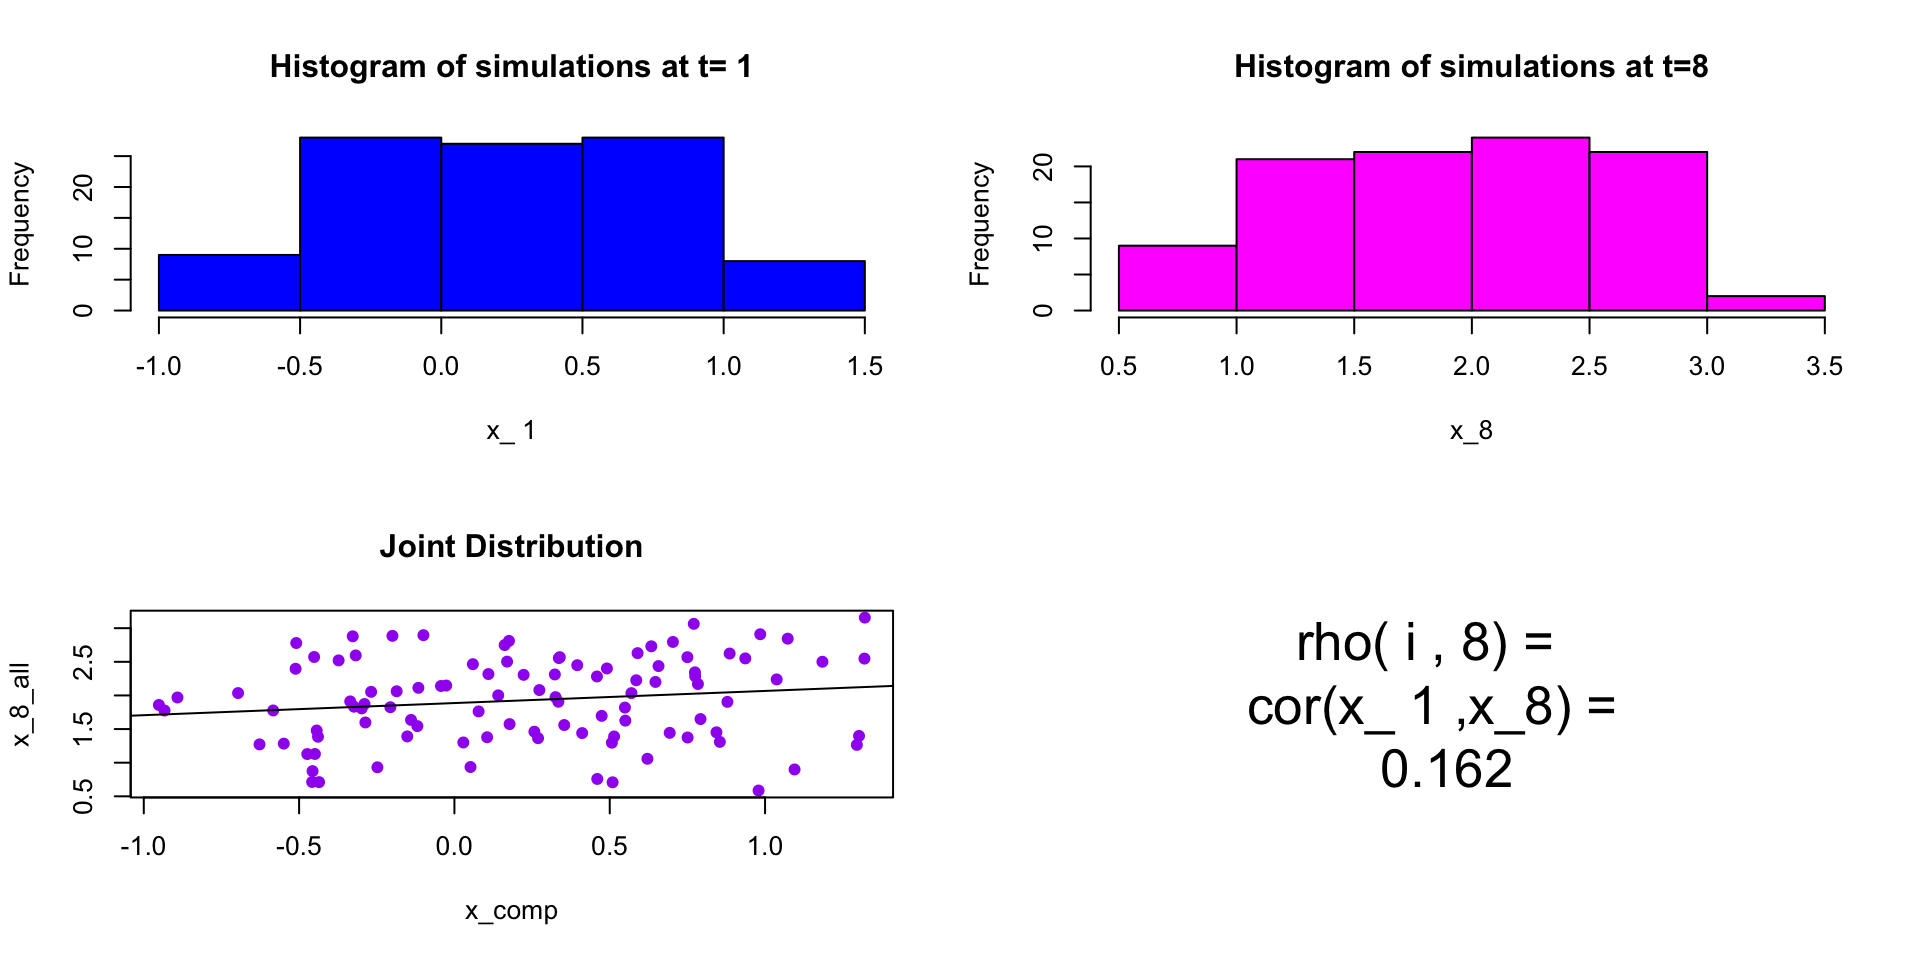 Histogram of simulations at t= 1
Frequency
0 10 20
-1.0 -0.5 0.0 0.5 1.0 1.5
x_ 1
Histogram of simulations at t=8
Frequency
0 10 20
0.5 1.0 1.5 2.0 2.5 3.0 3.5
x_8
Joint Distribution
x_8_all
0.5 1.5 2.5
-1.0 -0.5 0.0 0.5 1.0
x_comp
rho( i , 8) =
cor(x_ 1 ,x_8) =
0.162